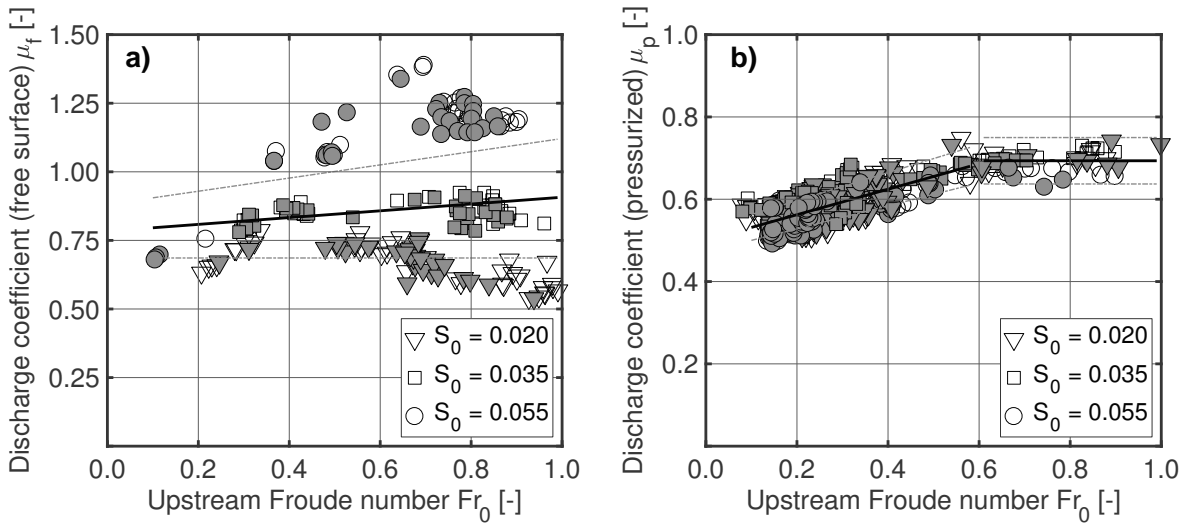 a)
Discharge coefficient (free surface) μf [-]
1.50
1.25
1.00
0.75
0.50
0.25
S0 = 0.020
S0 = 0.035
S0 = 0.055
0.0 0.2 0.4 0.6 0.8 1.0
Upstream Froude number Fr0 [-]
b)
Discharge coefficient (pressurized) μp [-]
1.0
0.8
0.6
0.4
0.2
S0 = 0.020
S0 = 0.035
S0 = 0.055
0.0 0.2 0.4 0.6 0.8 1.0
Upstream Froude number Fr0 [-]